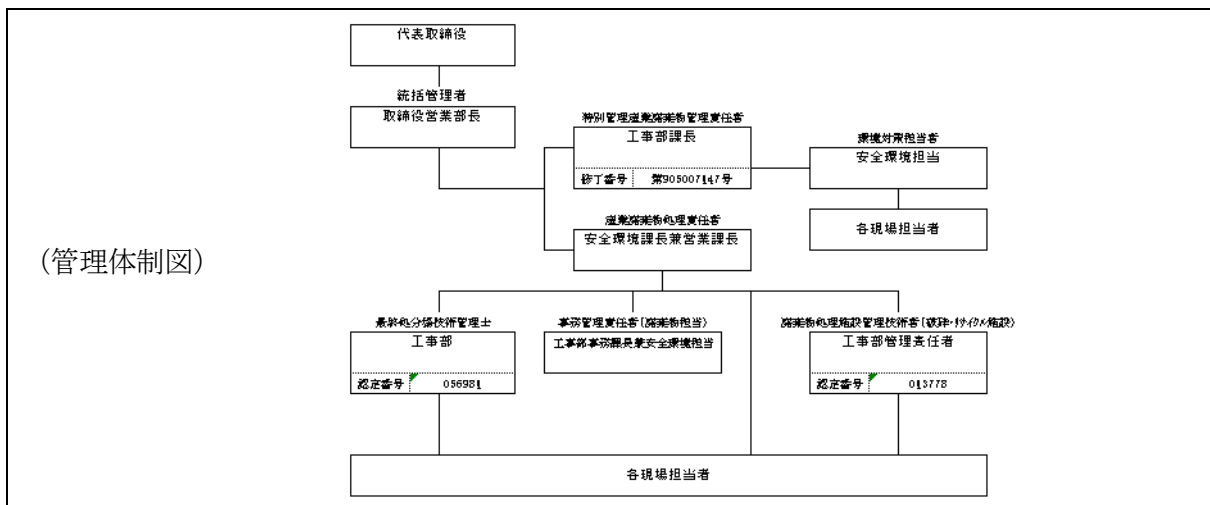 代表取締役
統括管理者
取締役営業部長
特別管理産業廃棄物管理責任者
工事部課長
修了番号 第905007147号
環境対策担当者
安全環境担当
各現場担当者
産業廃棄物処理責任者
安全環境課長兼営業課長
(管理体制図)
最終処分場技術管理士
工事部
認定番号 056981
事務管理責任者(廃棄物担当)
工事部事務課長兼安全環境担当
廃棄物処理施設管理技術者(破砕・リサイクル施設)
工事部管理責任者
認定番号 013778
各現場担当者